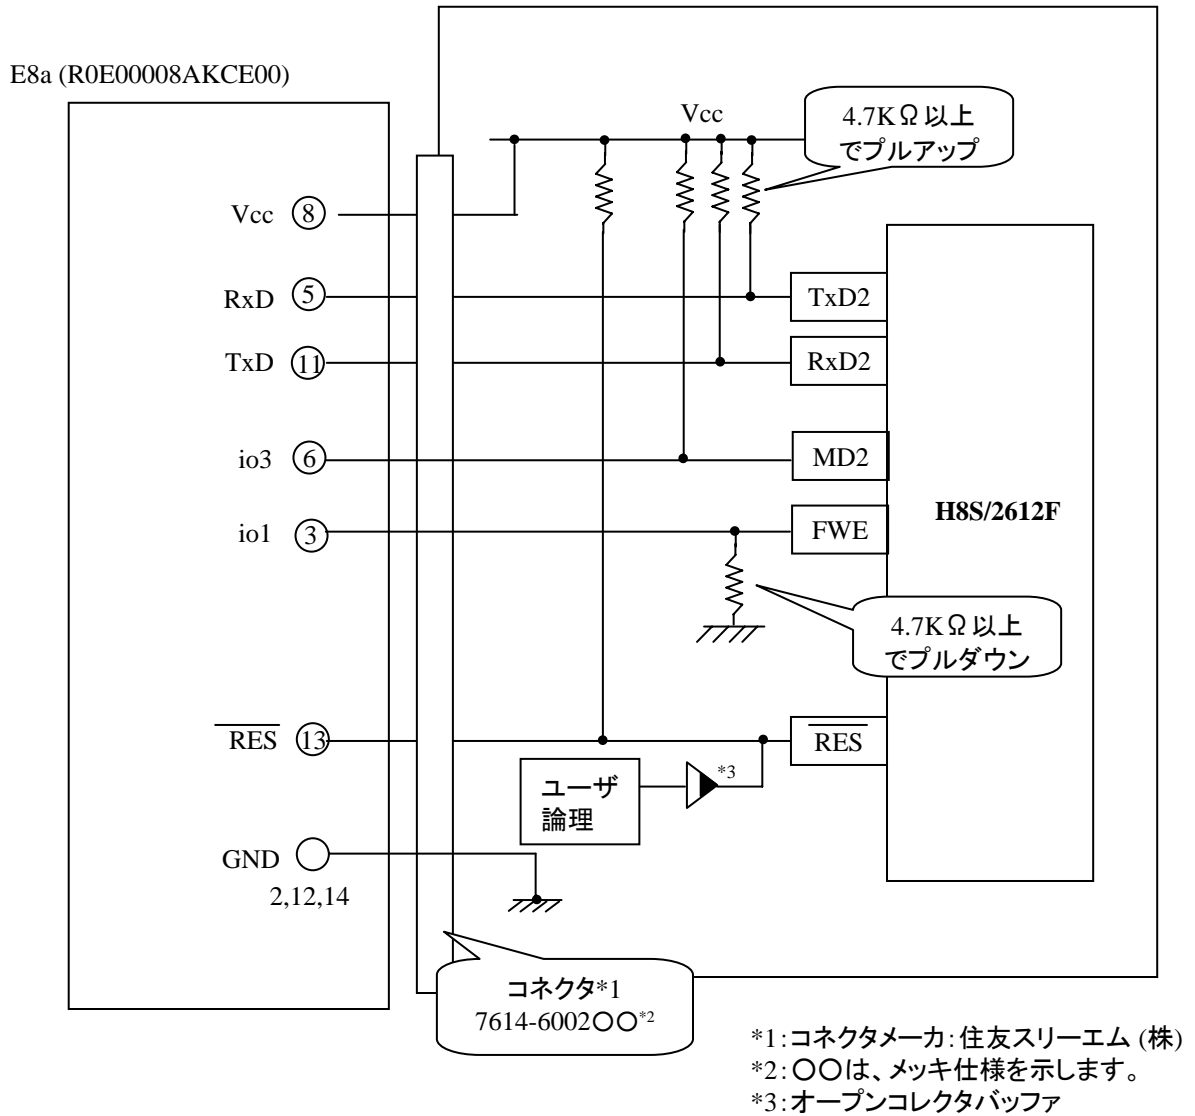 E8a (R0E00008AKCE00)
Vcc
4.7KΩ以上
でプルアップ
Vcc 8
RxD 5
TxD2
TxD 11
RxD2
io3 6
MD2
H8S/2612F
io1 3
FWE
4.7KΩ以上
でプルダウン
RES 13
RES
*3
ユーザ
論理
GND
2,12,14
コネクタ*1
7614-6002〇〇*2
*1:コネクタメーカ:住友スリーエム (株)
*2:〇〇は、メッキ仕様を示します。
*3:オープンコレクタバッファ